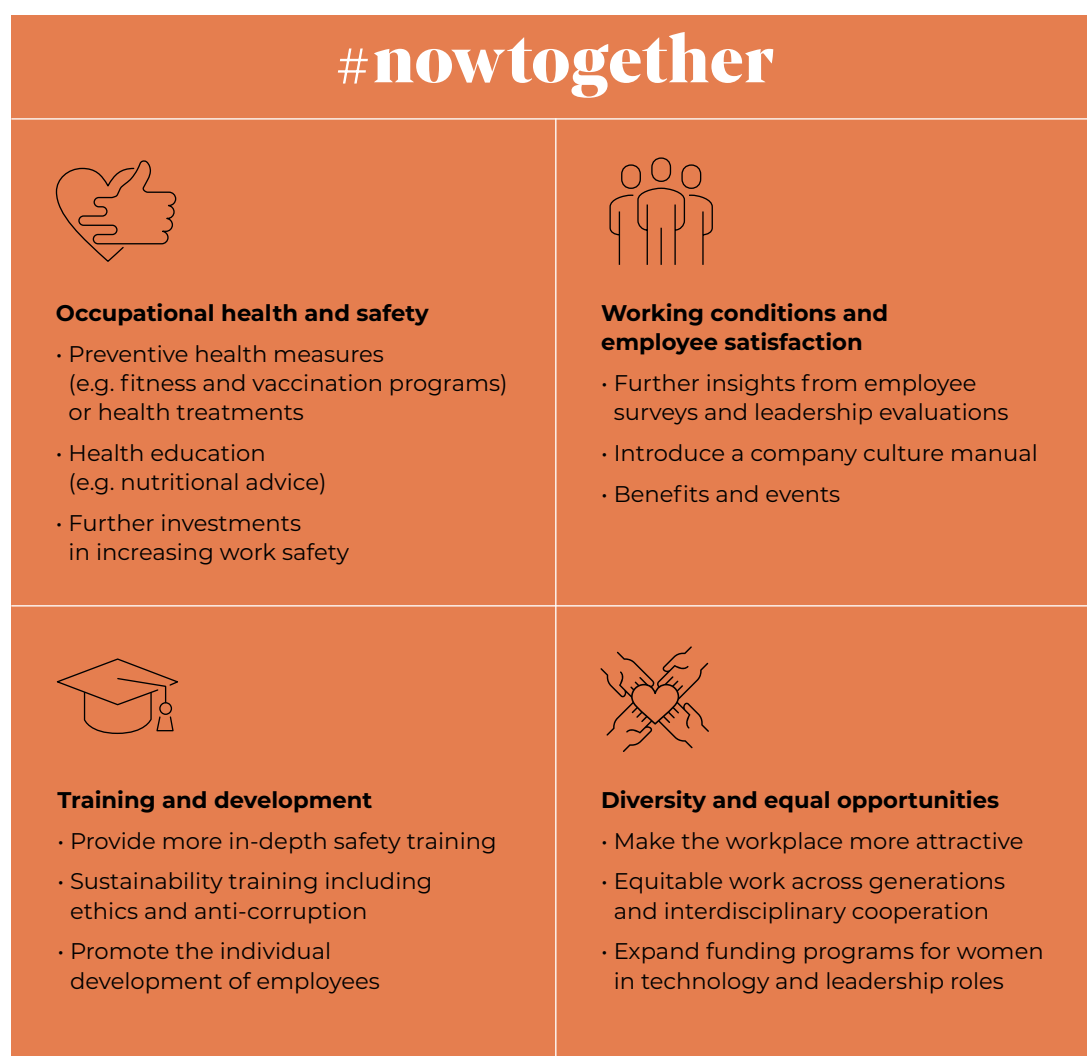 #nowtogether
Occupational health and safety
· Preventive health measures
(e.g. fitness and vaccination programs)
or health treatments
· Health education
(e.g. nutritional advice)
· Further investments
in increasing work safety
Working conditions and
employee satisfaction
· Further insights from employee
surveys and leadership evaluations
· Introduce a company culture manual
· Benefits and events
Training and development
· Provide more in-depth safety training
· Sustainability training including
ethics and anti-corruption
· Promote the individual
development of employees
Diversity and equal opportunities
· Make the workplace more attractive
· Equitable work across generations
and interdisciplinary cooperation
· Expand funding programs for women
in technology and leadership roles